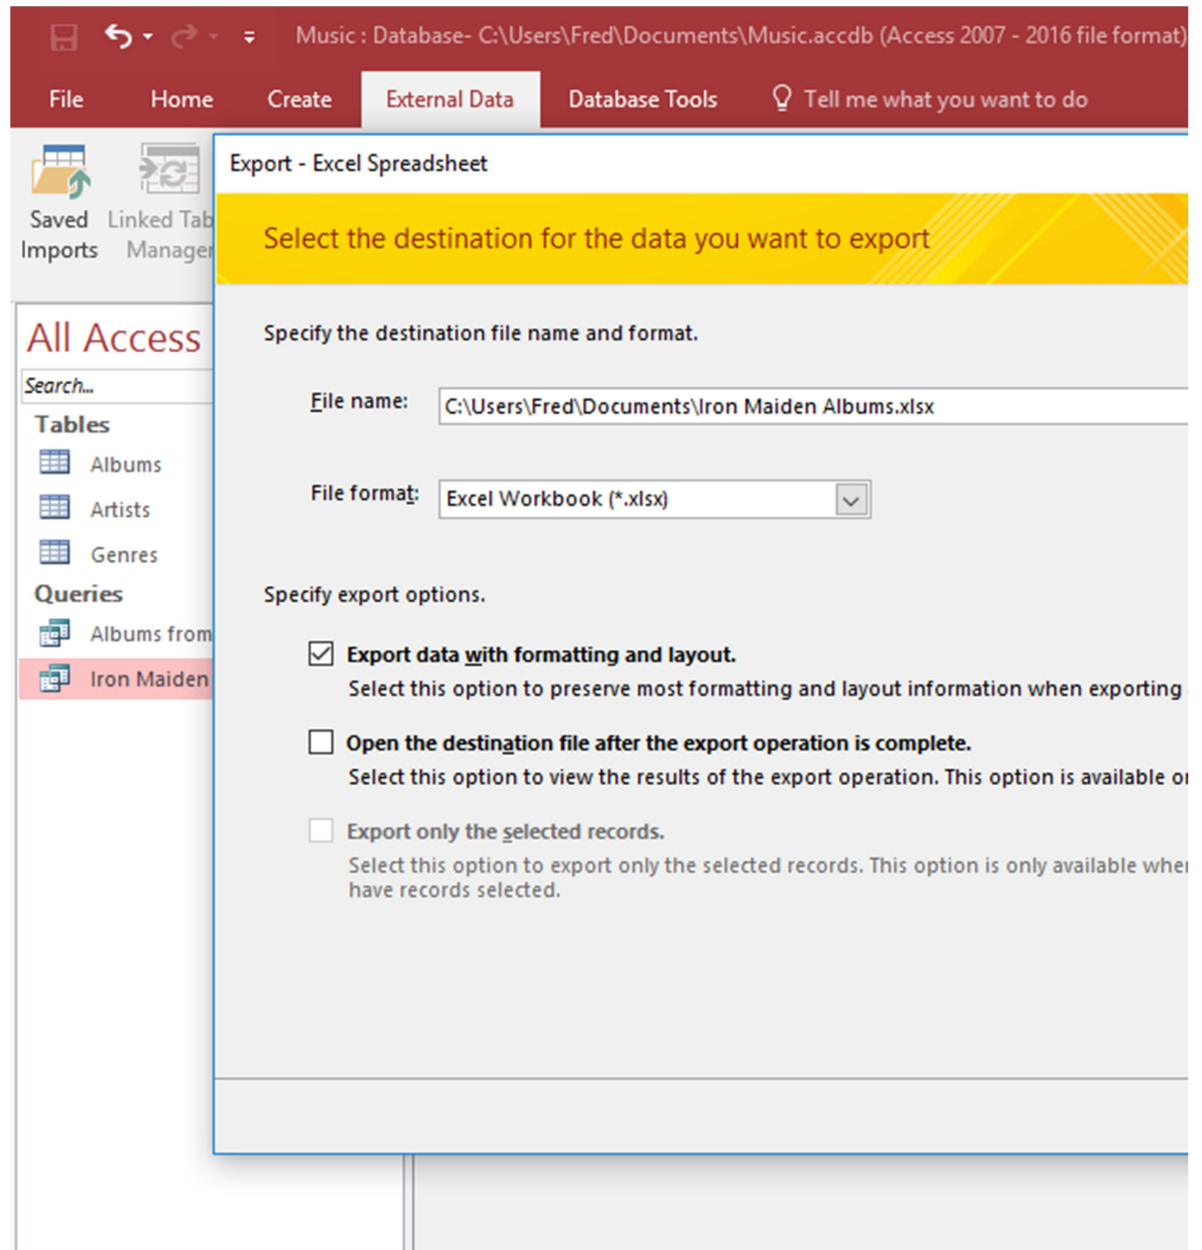 Music : Database- C:\Users\Fred\Documents\Music.accdb (Access 2007 - 2016 file format)
File Home Create External Data Database Tools Tell me what you want to do
Saved Imports
Linked Tab
Manager
Export - Excel Spreadsheet
Select the destination for the data you want to export
All Access
Search...
Tables
Albums
Artists
Genres
Queries
Albums from
Iron Maiden
Specify the destination file name and format.
File name: C:\Users\Fred\Documents\Iron Maiden Albums.xlsx
File format: Excel Workbook (*.xlsx)
Specify export options.
Export data with formatting and layout.
Select this option to preserve most formatting and layout information when exporting
Open the destination file after the export operation is complete.
Select this option to view the results of the export operation. This option is available
Export only the selected records.
Select this option to export only the selected records. This option is only available
have records selected.